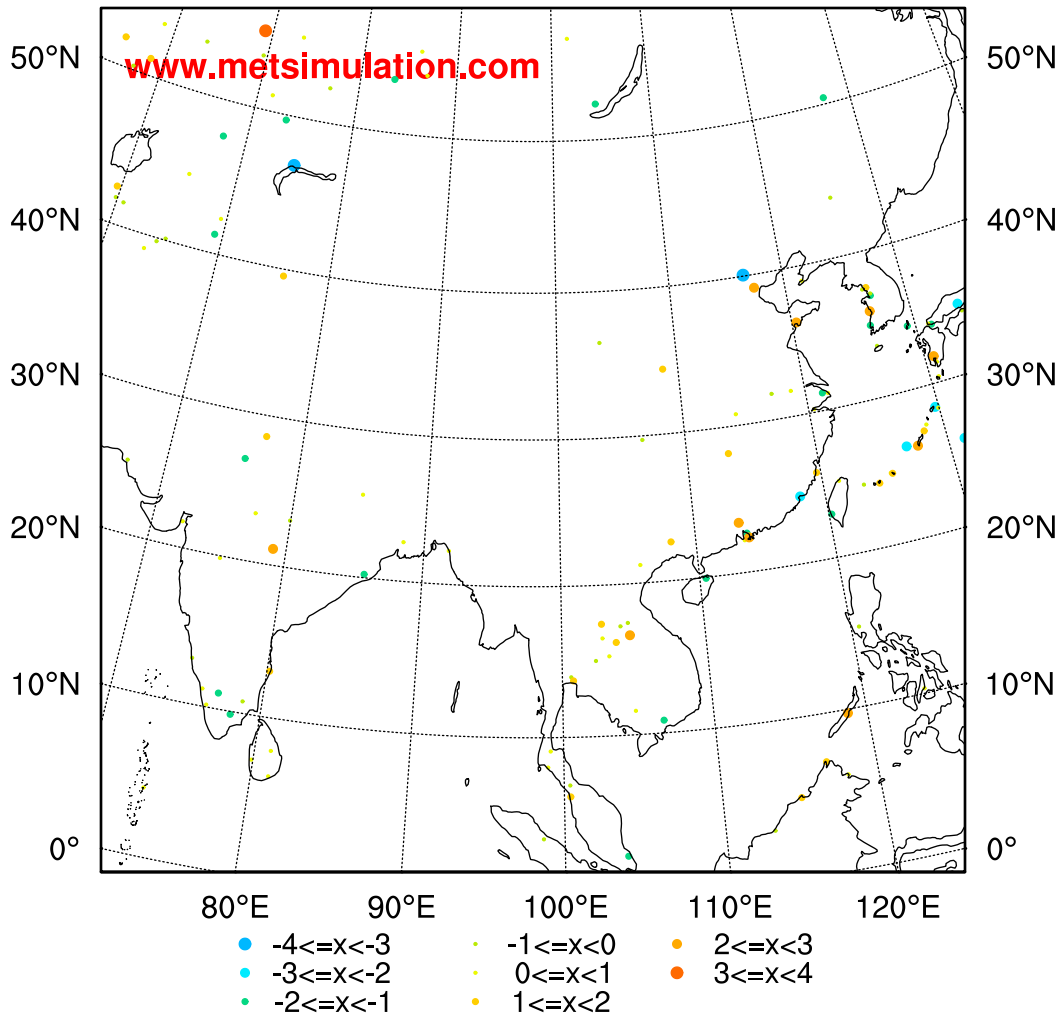 www.metsimulation.com
50°N 50°N
40°N 40°N
30°N 30°N
20°N 20°N
10°N 10°N
0° 0°
80°E 90°E 100°E 110°E 120°E
-4<=x<-3 -1<=x<0 2<=x<3
-3<=x<-2 0<=x<1 3<=x<4
-2<=x<-1 1<=x<2